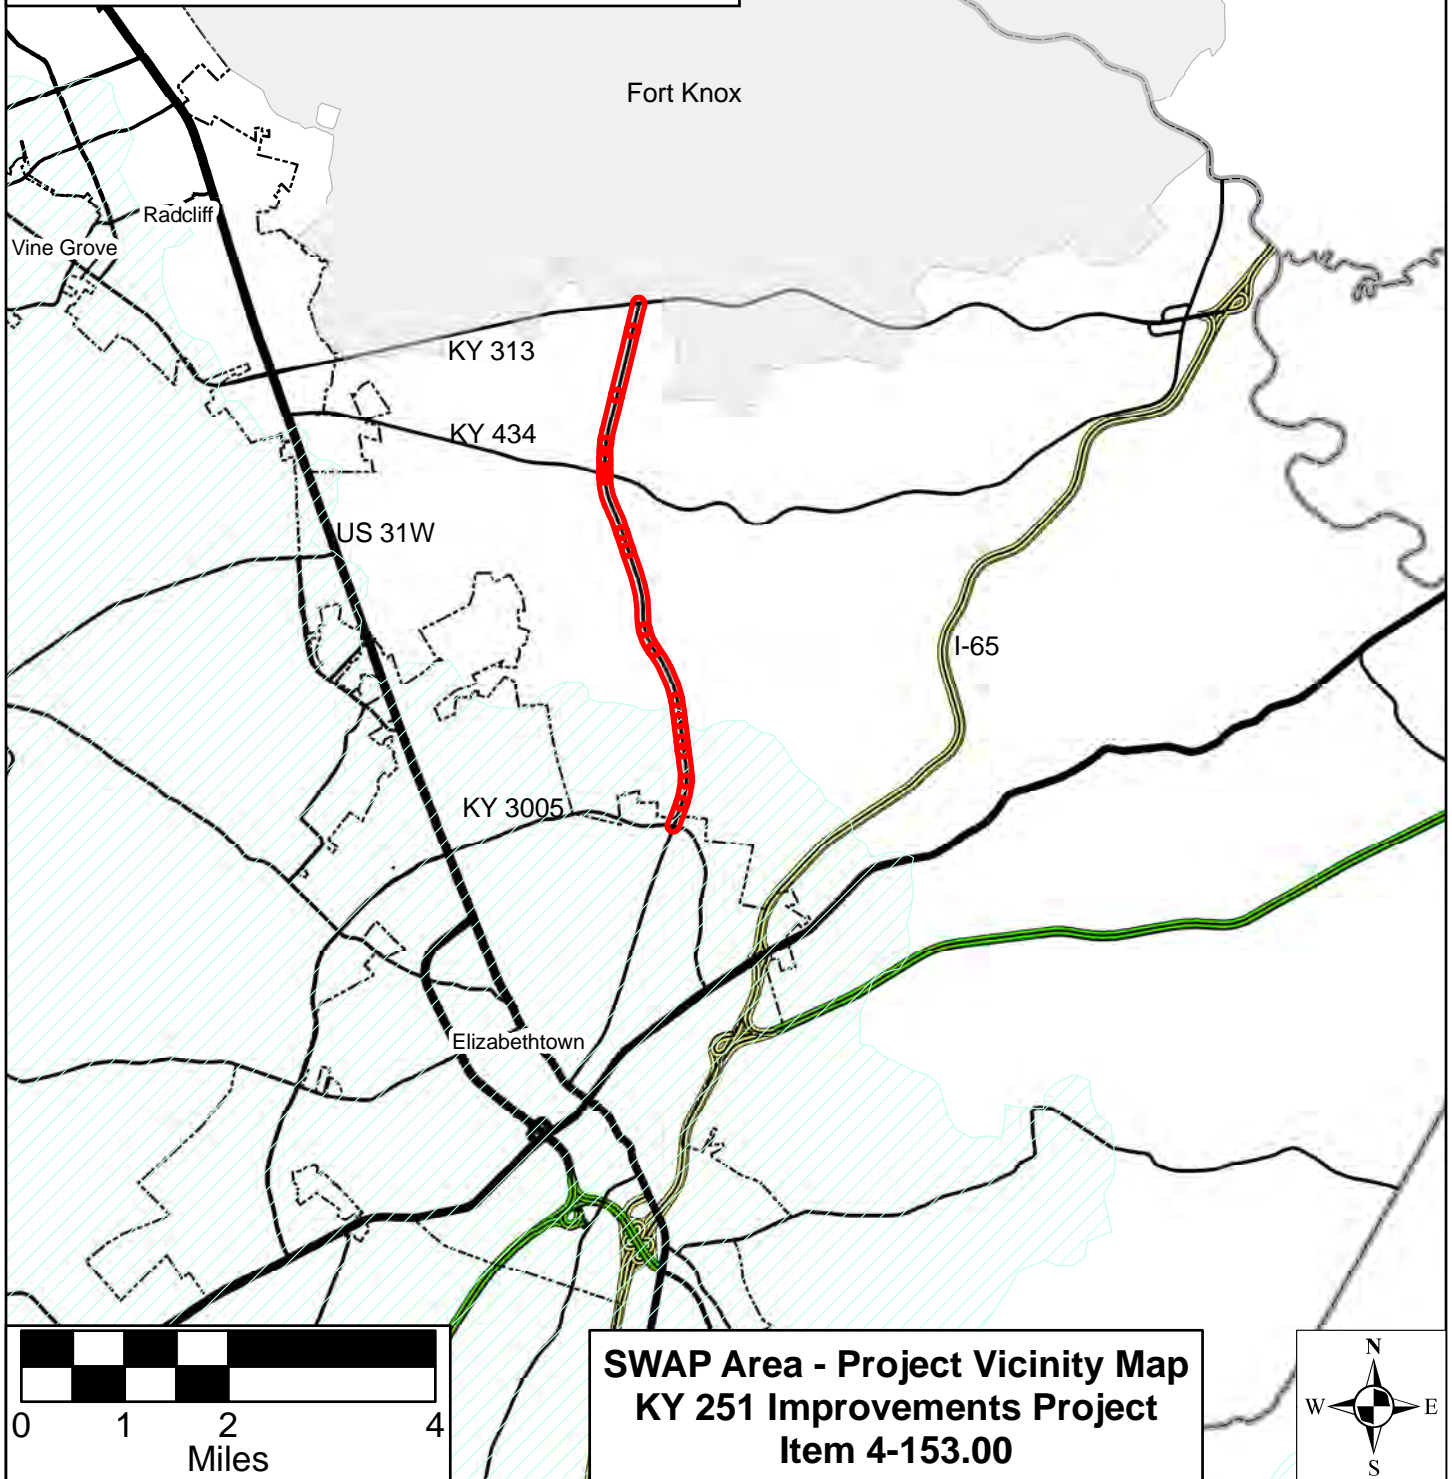 Fort Knox
Radcliff
Vine Grove
KY 313
KY 434
US 31W
I-65
KY 3005
Elizabethtown
0 1 2 4
Miles
SWAP Area - Project Vicinity Map
KY 251 Improvements Project
Item 4-153.00
N
W E
S